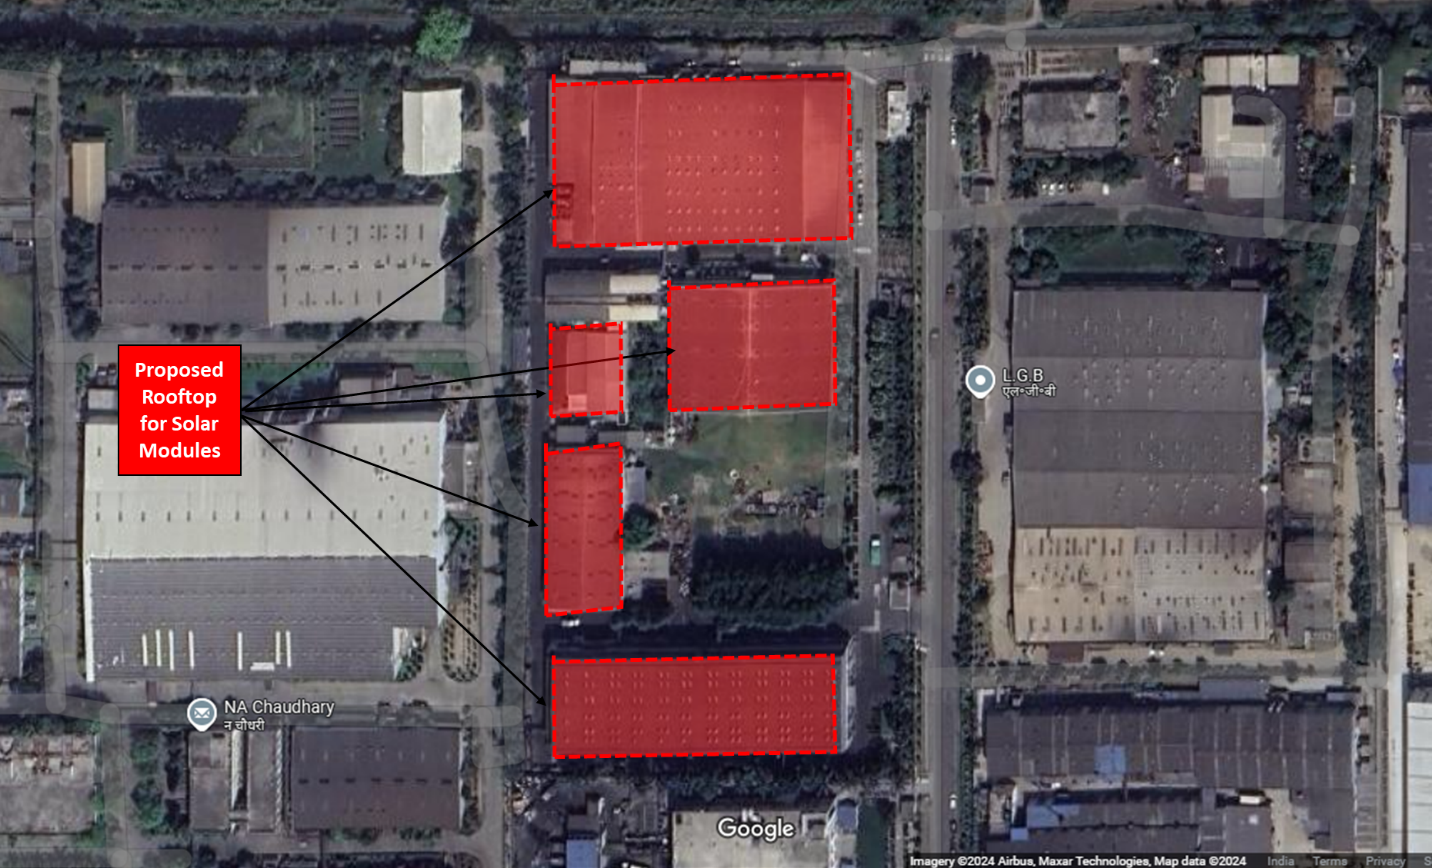 Proposed
Rooftop
for Solar
Modules
L.G.B
एल॰जी॰बी
NA Chaudhary
न चौधरी
Google
Imagery ©2024 Airbus, Maxar Technologies, Map data ©2024 India Terms Privacy S